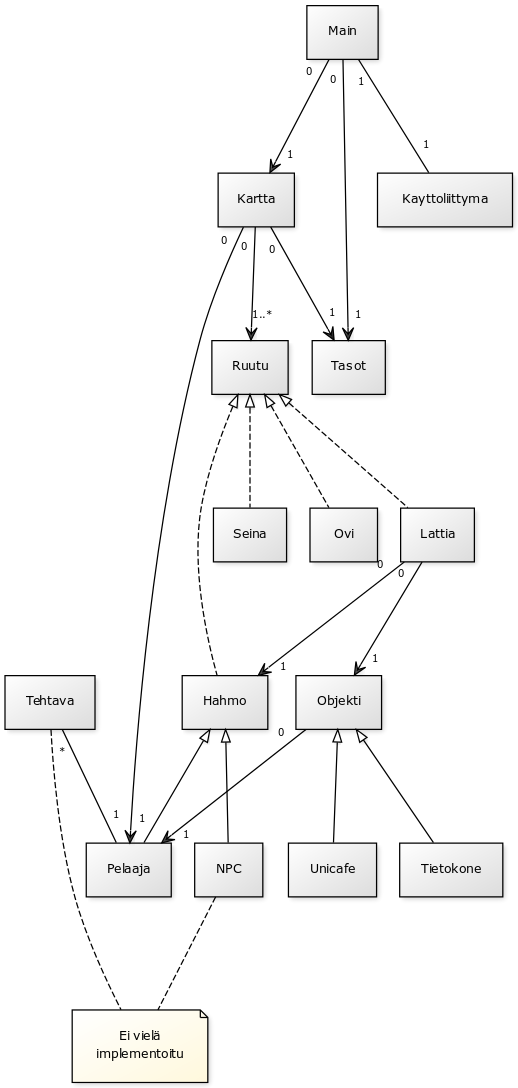 Main
0
0
1
1
1
Kartta
Kayttoliittyma
0
0
0
1..*
1
1
Ruutu
Tasot
Seina
Ovi
Lattia
0
0
1
1
Tehtava
Hahmo
Objekti
*
0
1
1
1
Pelaaja
NPC
Unicafe
Tietokone
Ei vielä
implementoitu